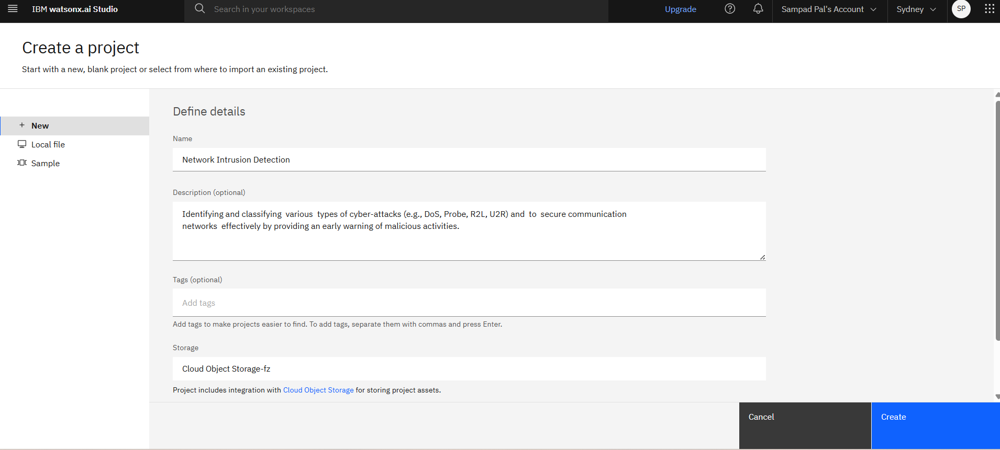 IBM watsonx.ai Studio
Search in your workspaces
Upgrade
Sampad Pal's Account
Sydney
SP
Create a project
Start with a new, blank project or select from where to import an existing project.
New
Local file
Sample
Define details
Name
Network Intrusion Detection
Description (optional)
Identifying and classifying  various  types of cyber-attacks (e.g., DoS, Probe, R2L, U2R) and  to  secure communication
networks  effectively by providing an early warning of malicious activities.
Tags (optional)
Add tags
Add tags to make projects easier to find. To add tags, separate them with commas and press Enter.
Storage
Cloud Object Storage-fz
Project includes integration with Cloud Object Storage for storing project assets.
Cancel
Create